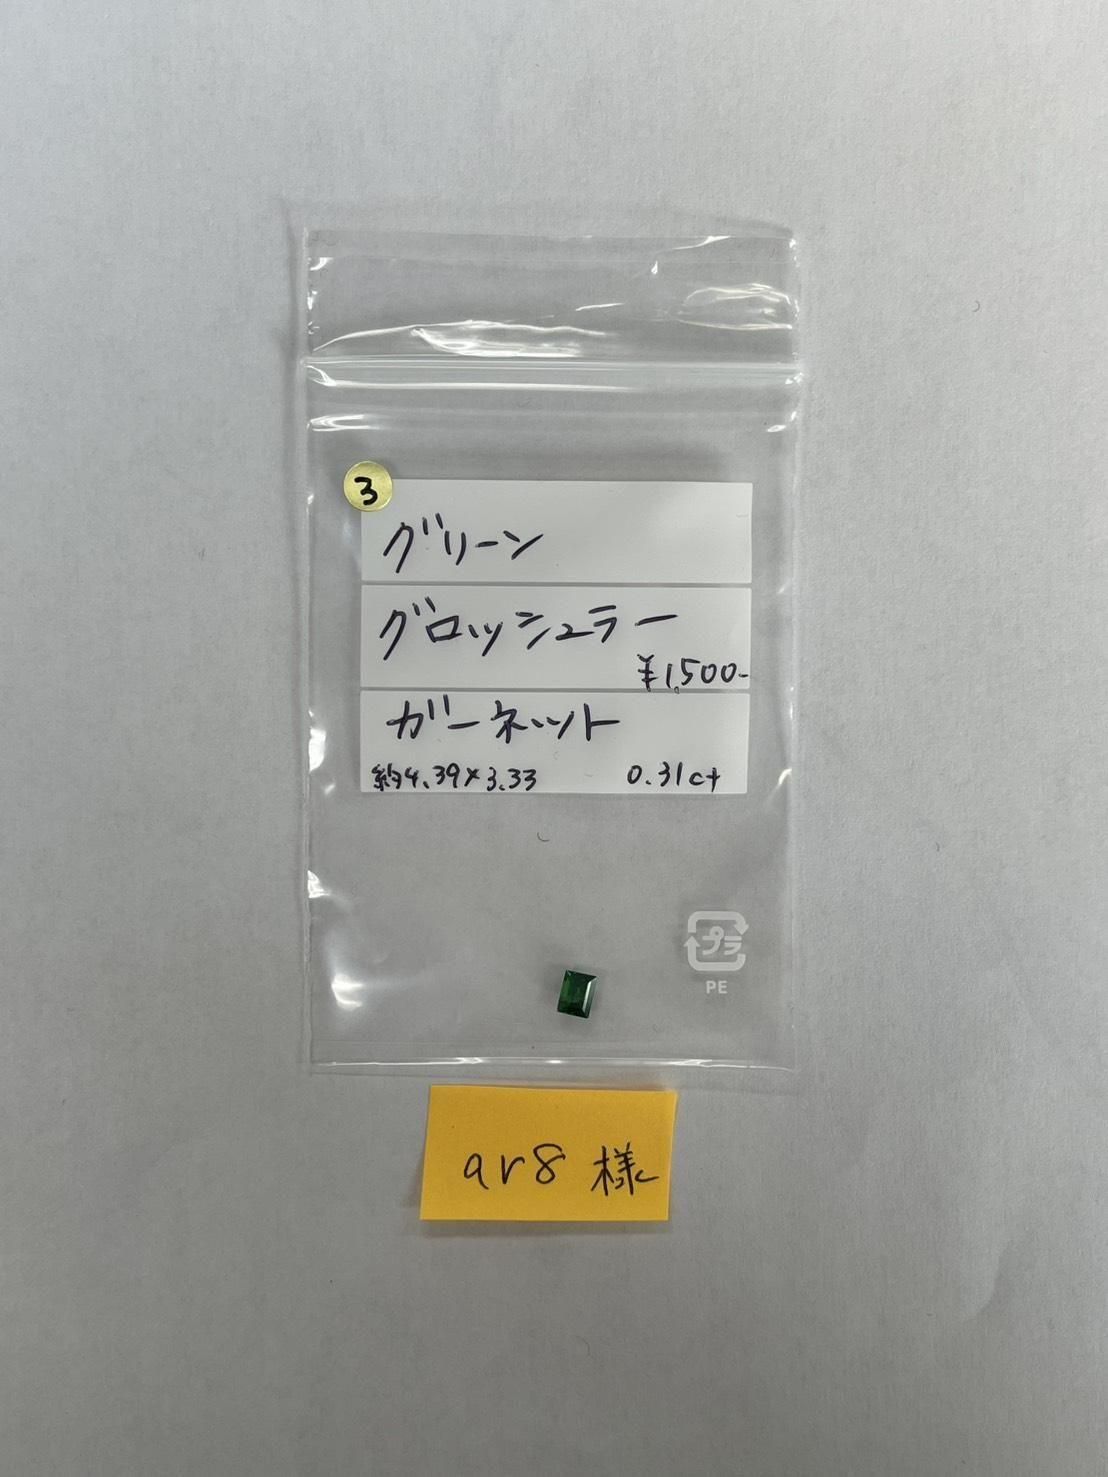 3
グリーン
グロッシュラー
¥1,500-
ガーネット
約4.39×3.33 0.31ct
プラ
PE
ar8 様